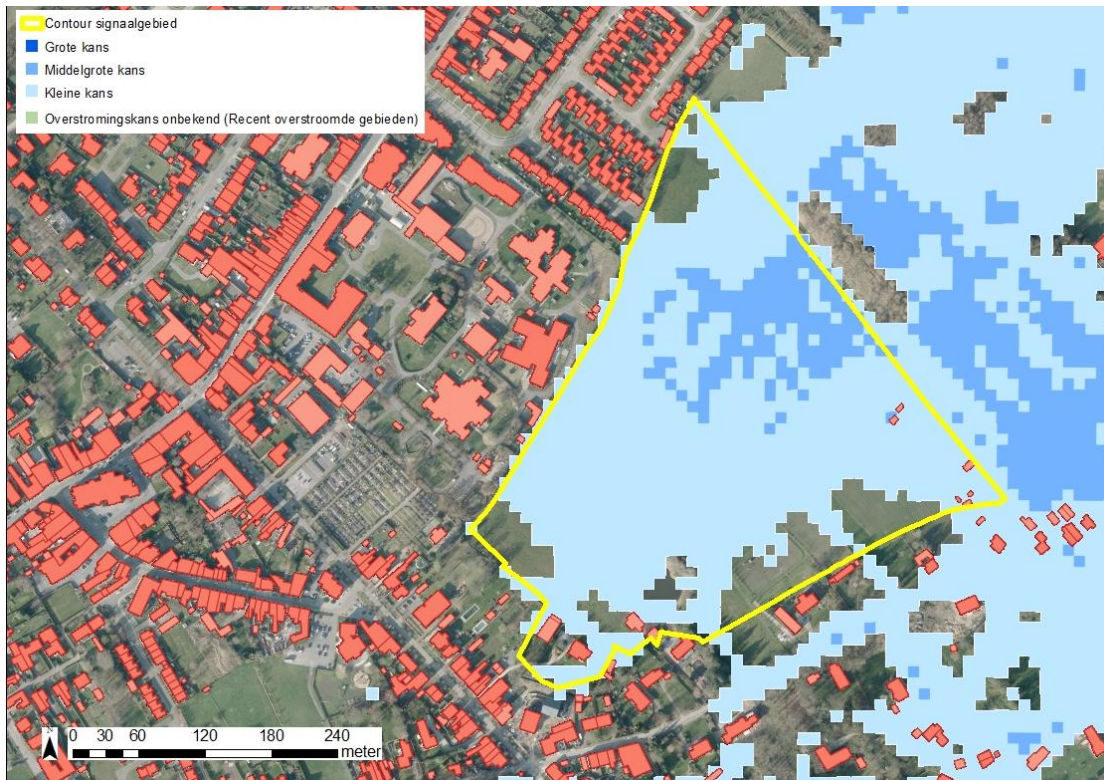 Contour signaalgebied
Grote kans
Middelgrote kans
Kleine kans
Overstromingskans onbekend (Recent overstroomde gebieden)
N
0 30 60 120 180 240
meter